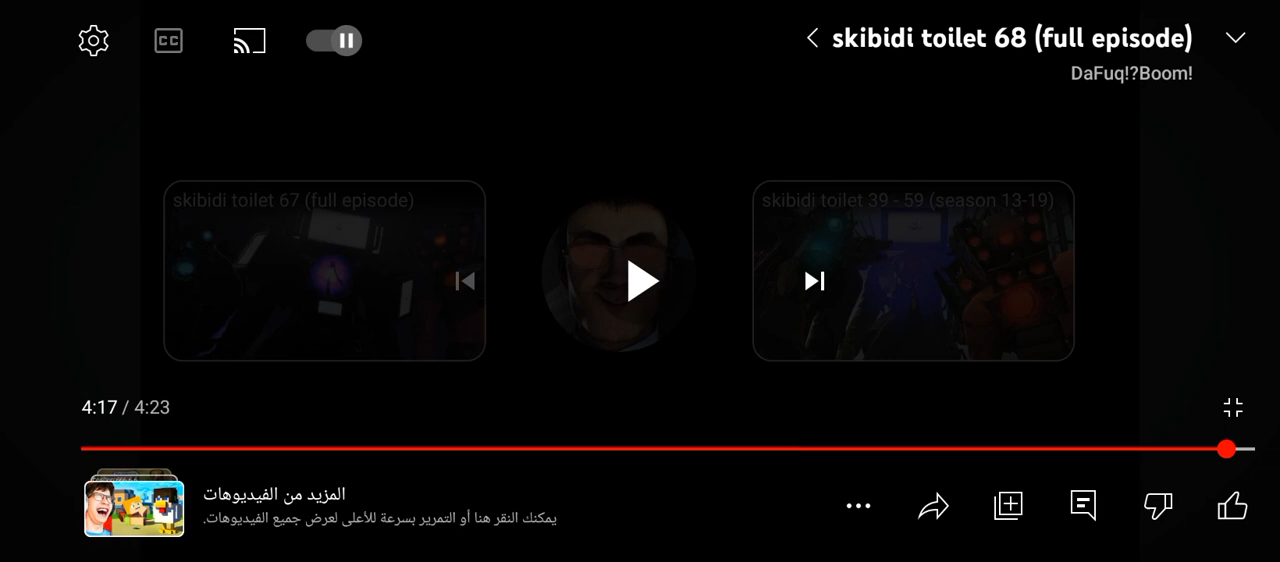 CC
skibidi toilet 68 (full episode)
DaFuq!?Boom!
skibidi toilet 67 (full episode)
skibidi toilet 39 - 59 (season 13-19)
4:17 / 4:23
المزيد من الفيديوهات
يمكنك النقر هنا أو التمرير بسرعة للأعلى لعرض جميع الفيديوهات.